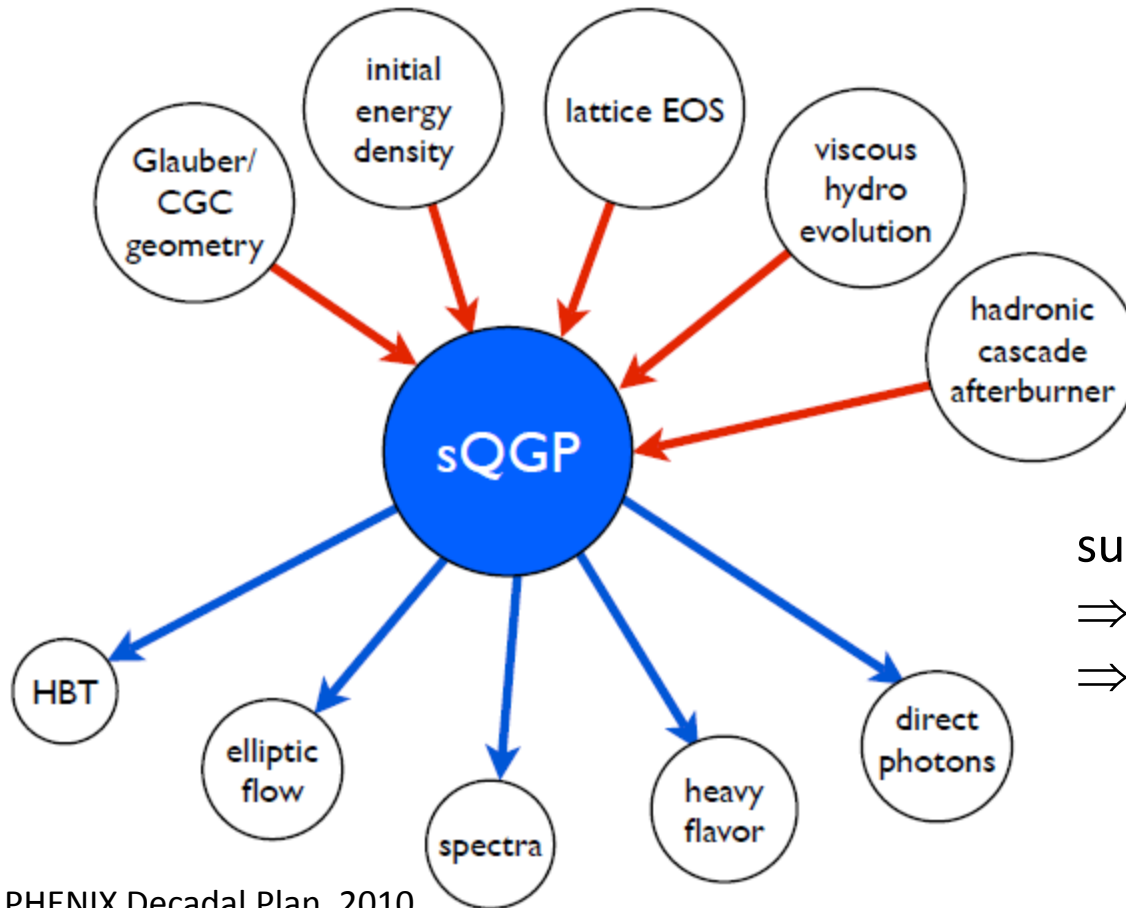 initial
energy
density
lattice EOS
Glauber/
CGC
geometry
viscous
hydro
evolution
hadronic
cascade
afterburner
sQGP
su
⇒
⇒
HBT
elliptic
flow
spectra
heavy
flavor
direct
photons
PHENIX Decadal Plan, 2010